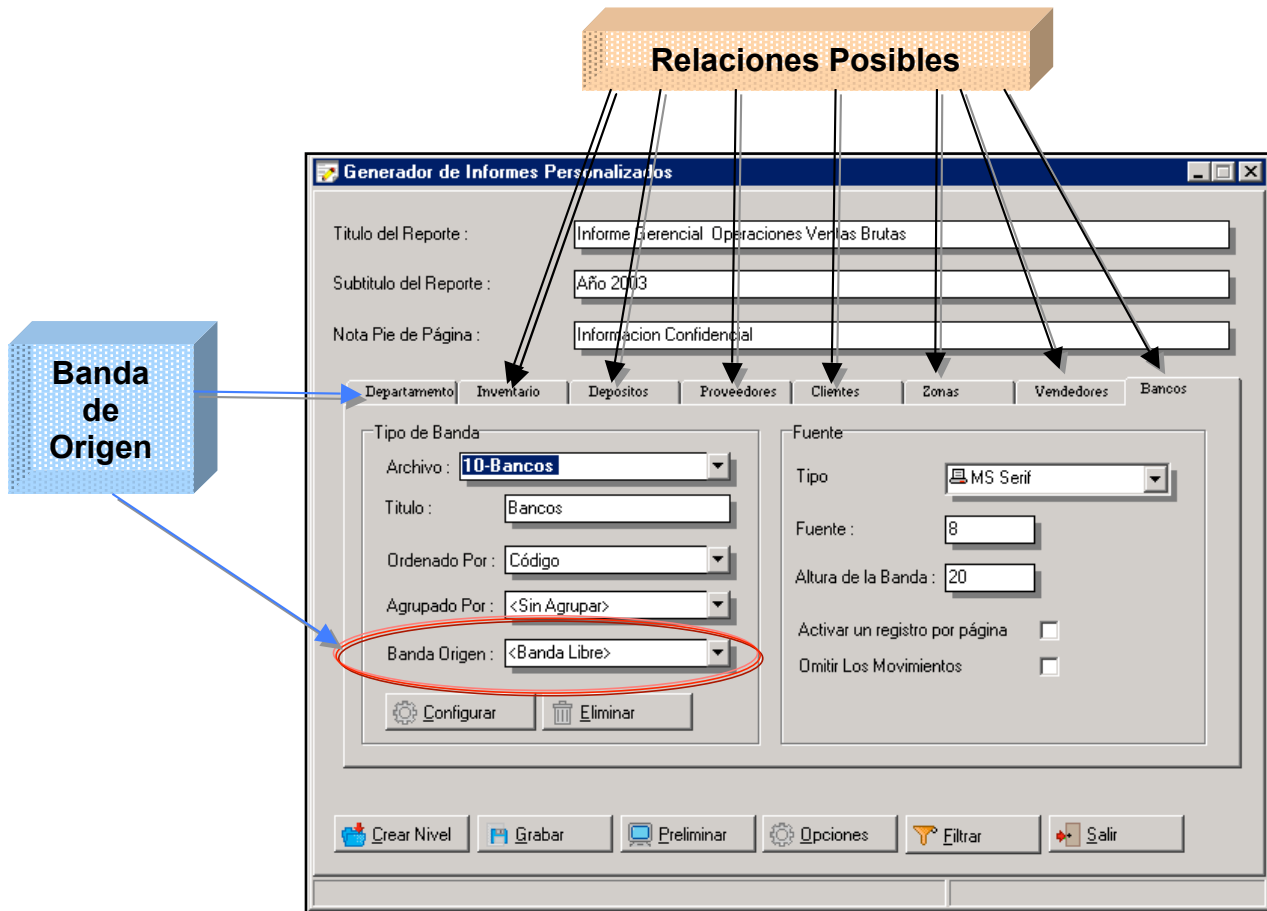 Relaciones Posibles
Generador de Informes Personalizados
Titulo del Reporte :
Informe Gerencial Operaciones Ventas Brutas
Subtitulo del Reporte :
Año 2003
Nota Pie de Página :
Informacion Confidencial
Banda
de
Origen
Departamento Inventario Depositos Proveedores Clientes Zonas Vendedores Bancos
Tipo de Banda
Archivo : 10-Bancos
Titulo : Bancos
Ordenado Por : Código
Agrupado Por : <Sin Agrupar>
Banda Origen : <Banda Libre>
Configurar Eliminar
Fuente
Tipo MS Serif
Fuente : 8
Altura de la Banda : 20
Activar un registro por página
Omitir Los Movimientos
Crear Nivel Grabar Preliminar Opciones Filtrar Salir